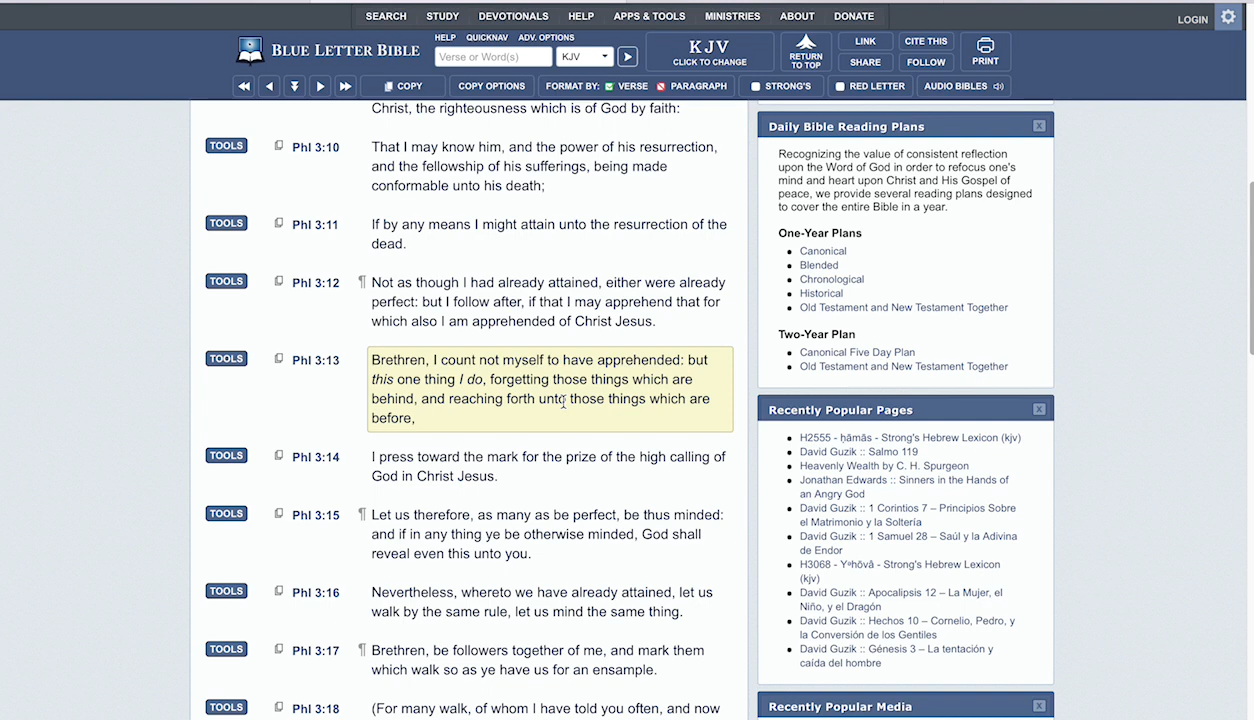 SEARCH STUDY DEVOTIONALS HELP APPS & TOOLS MINISTRIES ABOUT DONATE LOGIN
BLUE LETTER BIBLE
HELP QUICKNAV ADV. OPTIONS
Verse or Word(s) KJV
KJV
CLICK TO CHANGE
RETURN
TO TOP
LINK CITE THIS
SHARE FOLLOW
PRINT
COPY COPY OPTIONS FORMAT BY: VERSE PARAGRAPH STRONG'S RED LETTER AUDIO BIBLES
Christ, the righteousness which is of God by faith:
TOOLS Phl 3:10 That I may know him, and the power of his resurrection,
and the fellowship of his sufferings, being made
conformable unto his death;
TOOLS Phl 3:11 If by any means I might attain unto the resurrection of the
dead.
TOOLS Phl 3:12 ¶ Not as though I had already attained, either were already
perfect: but I follow after, if that I may apprehend that for
which also I am apprehended of Christ Jesus.
TOOLS Phl 3:13 Brethren, I count not myself to have apprehended: but
this one thing I do, forgetting those things which are
behind, and reaching forth unto those things which are
before,
TOOLS Phl 3:14 I press toward the mark for the prize of the high calling of
God in Christ Jesus.
TOOLS Phl 3:15 ¶ Let us therefore, as many as be perfect, be thus minded:
and if in any thing ye be otherwise minded, God shall
reveal even this unto you.
TOOLS Phl 3:16 Nevertheless, whereto we have already attained, let us
walk by the same rule, let us mind the same thing.
TOOLS Phl 3:17 ¶ Brethren, be followers together of me, and mark them
which walk so as ye have us for an ensample.
TOOLS Phl 3:18 (For many walk, of whom I have told you often, and now
Daily Bible Reading Plans X
Recognizing the value of consistent reflection
upon the Word of God in order to refocus one's
mind and heart upon Christ and His Gospel of
peace, we provide several reading plans designed
to cover the entire Bible in a year.
One-Year Plans
Canonical
Blended
Chronological
Historical
Old Testament and New Testament Together
Two-Year Plan
Canonical Five Day Plan
Old Testament and New Testament Together
Recently Popular Pages X
H2555 - ḥāmās - Strong's Hebrew Lexicon (kjv)
David Guzik :: Salmo 119
Heavenly Wealth by C. H. Spurgeon
Jonathan Edwards :: Sinners in the Hands of
an Angry God
David Guzik :: 1 Corintios 7 – Principios Sobre
el Matrimonio y la Soltería
David Guzik :: 1 Samuel 28 – Saúl y la Adivina
de Endor
H3068 - Yᵊhōvâ - Strong's Hebrew Lexicon
(kjv)
David Guzik :: Apocalipsis 12 – La Mujer, el
Niño, y el Dragón
David Guzik :: Hechos 10 – Cornelio, Pedro, y
la Conversión de los Gentiles
David Guzik :: Génesis 3 – La tentación y
caída del hombre
Recently Popular Media X